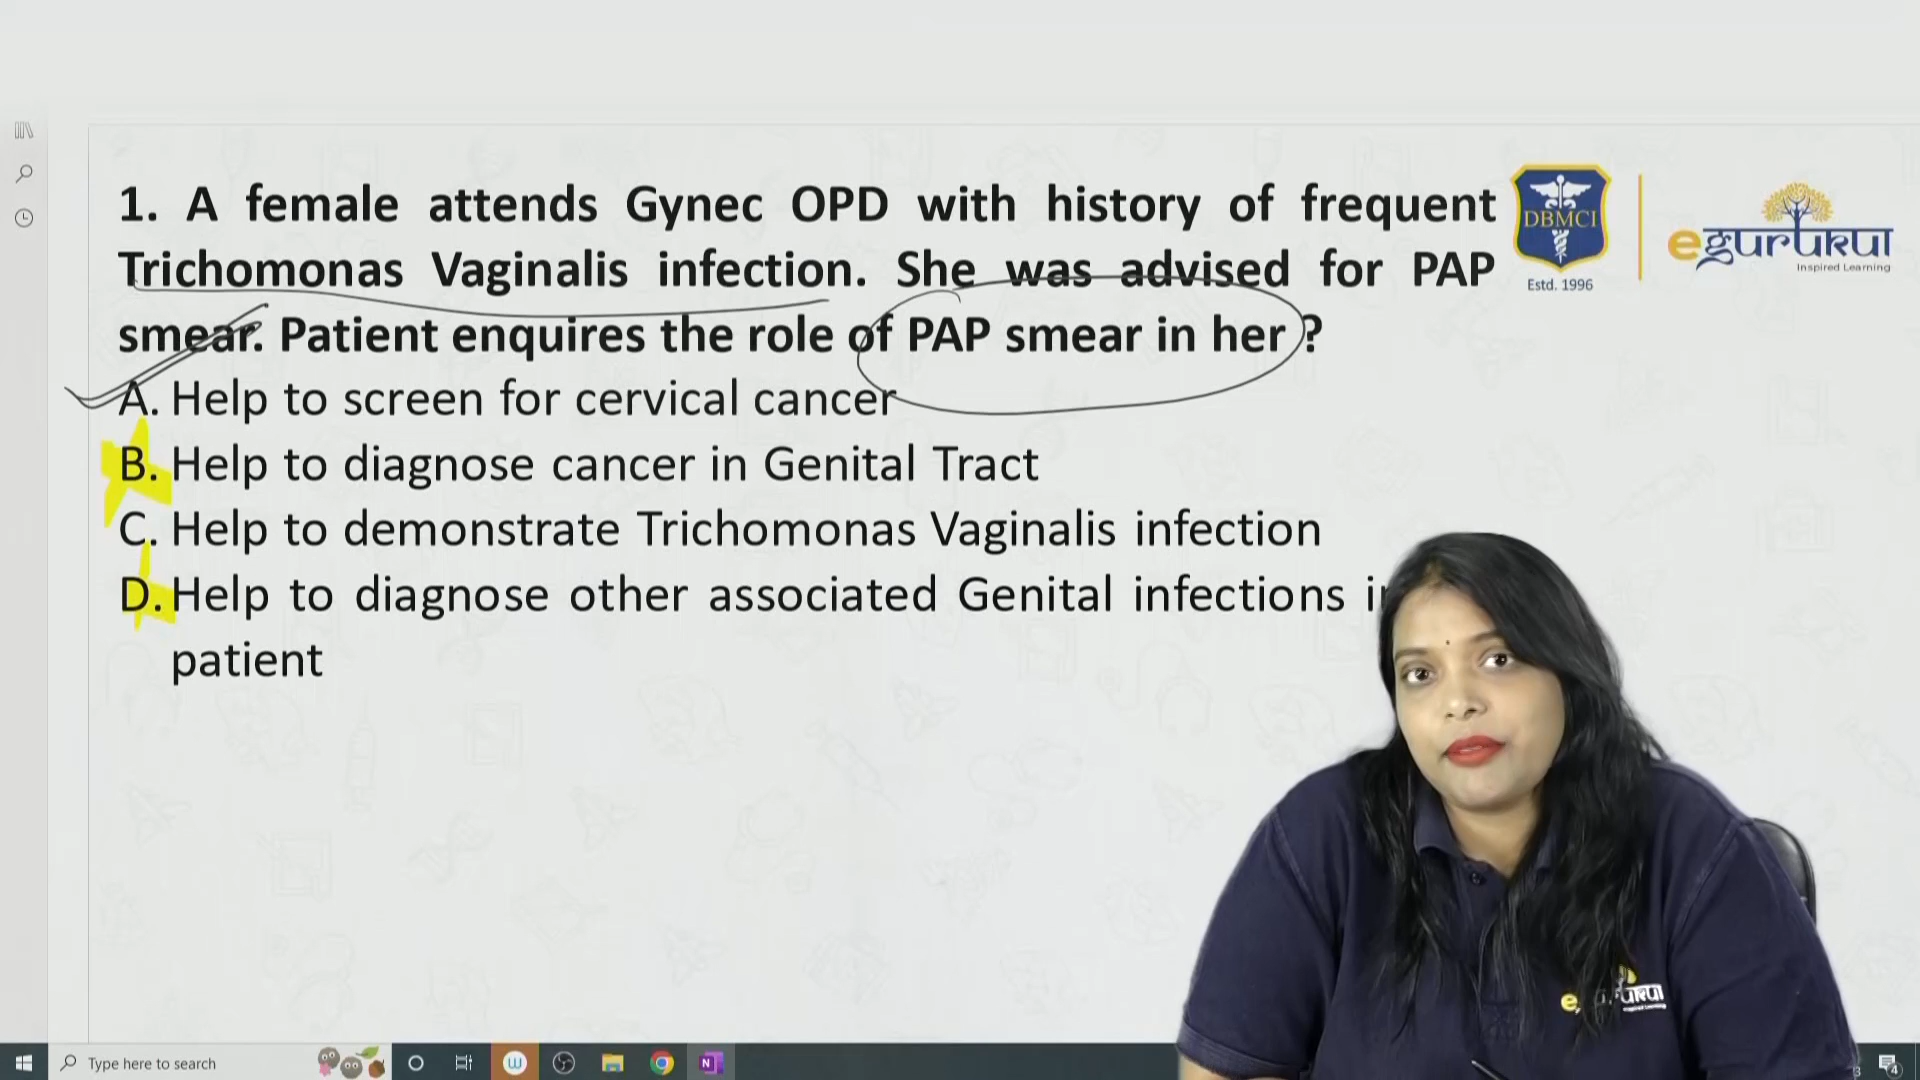 1. A female attends Gynec OPD with history of frequent
Trichomonas Vaginalis infection. She was advised for PAP
smear. Patient enquires the role of PAP smear in her ?
A. Help to screen for cervical cancer
B. Help to diagnose cancer in Genital Tract
C. Help to demonstrate Trichomonas Vaginalis infection
D. Help to diagnose other associated Genital infections
patient
DBMCI
Estd. 1996
egurukul
Inspired Learning
Type here to search